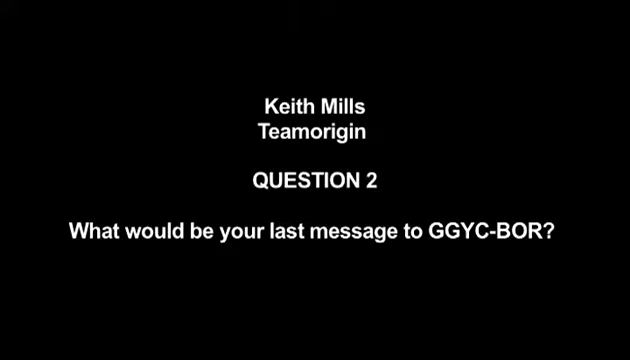 Keith Mills
Teamorigin
QUESTION 2
What would be your last message to GGYC-BOR?